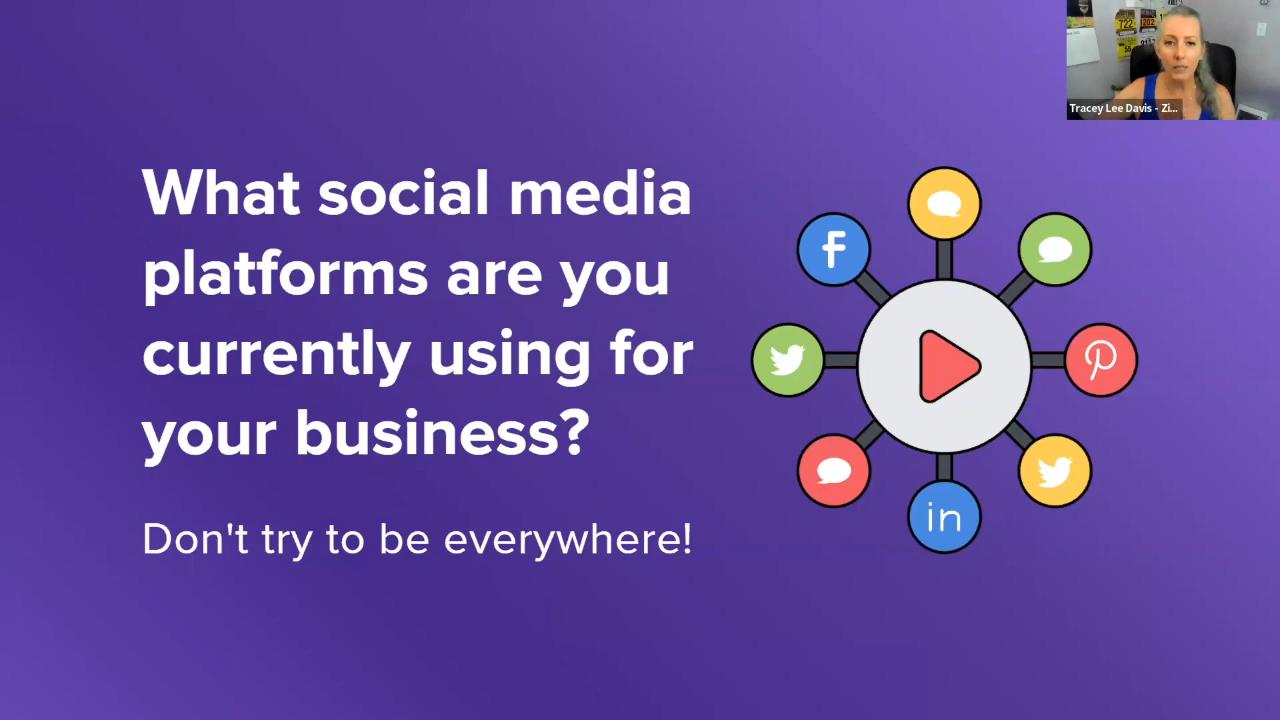 What social media
platforms are you
currently using for
your business?
Don't try to be everywhere!
f
in
Tracey Lee Davis - Zi...
722